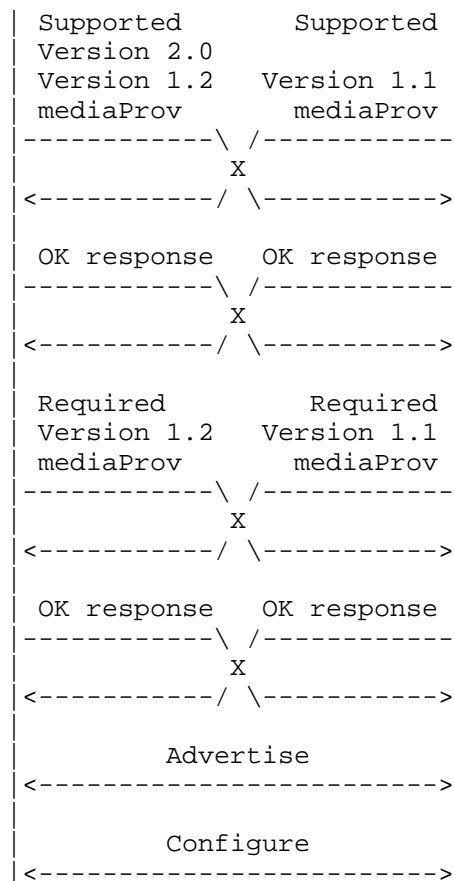 Supported Supported
Version 2.0
Version 1.2 Version 1.1
mediaProv mediaProv
------------\ /------------
X
<-----------/ \----------->
OK response OK response
------------\ /------------
X
<-----------/ \----------->
Required Required
Version 1.2 Version 1.1
mediaProv mediaProv
------------\ /------------
X
<-----------/ \----------->
OK response OK response
------------\ /------------
X
<-----------/ \----------->
Advertise
<------------------------->
Configure
<------------------------->